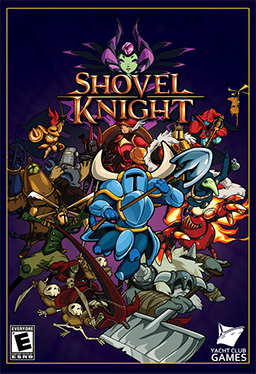 SHOVEL
KNIGHT
EVERYONE
E
ESRB
YACHT CLUB
GAMES